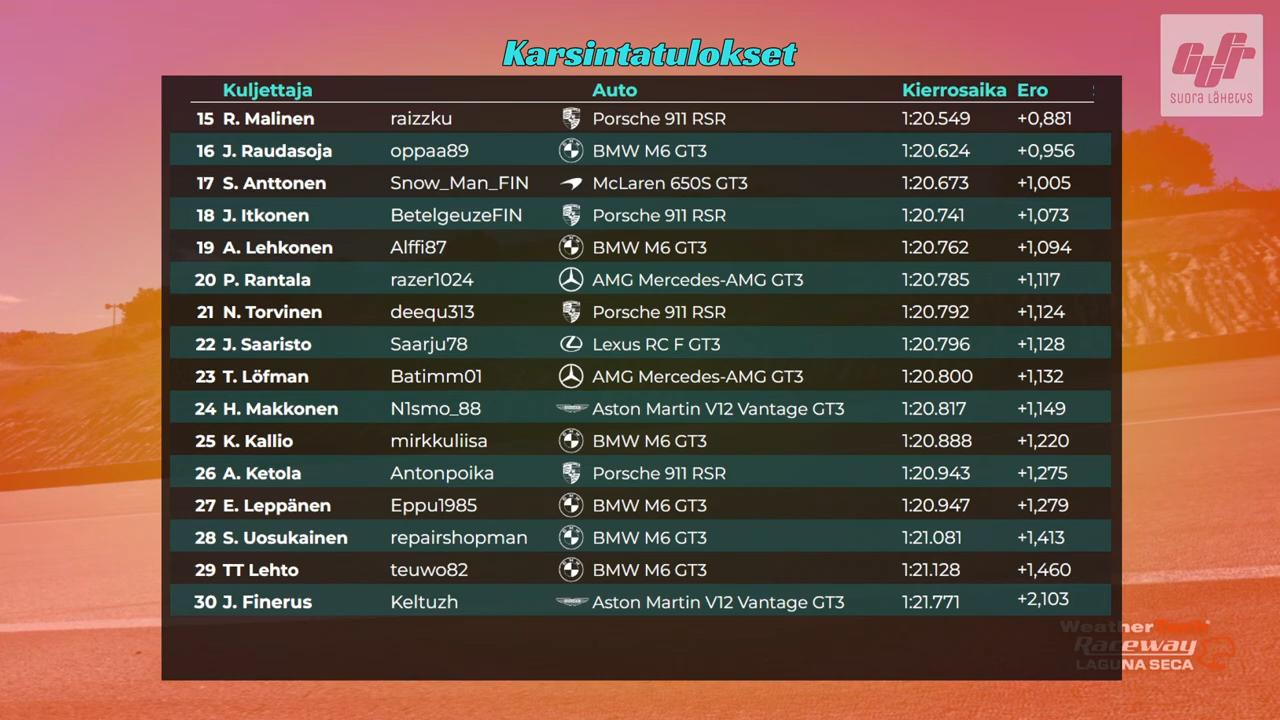 Karsintatulokset
SUORA LÄHETYS
Kuljettaja Auto Kierrosaika Ero
15 R. Malinen raizzku Porsche 911 RSR 1:20.549 +0,881
16 J. Raudasoja oppaa89 BMW M6 GT3 1:20.624 +0,956
17 S. Anttonen Snow_Man_FIN McLaren 650S GT3 1:20.673 +1,005
18 J. Itkonen BetelgeuzeFIN Porsche 911 RSR 1:20.741 +1,073
19 A. Lehkonen Alffi87 BMW M6 GT3 1:20.762 +1,094
20 P. Rantala razer1024 AMG Mercedes-AMG GT3 1:20.785 +1,117
21 N. Torvinen deequ313 Porsche 911 RSR 1:20.792 +1,124
22 J. Saaristo Saarju78 Lexus RC F GT3 1:20.796 +1,128
23 T. Löfman Batimm01 AMG Mercedes-AMG GT3 1:20.800 +1,132
24 H. Makkonen N1smo_88 Aston Martin V12 Vantage GT3 1:20.817 +1,149
25 K. Kallio mirkkuliisa BMW M6 GT3 1:20.888 +1,220
26 A. Ketola Antonpoika Porsche 911 RSR 1:20.943 +1,275
27 E. Leppänen Eppu1985 BMW M6 GT3 1:20.947 +1,279
28 S. Uosukainen repairshopman BMW M6 GT3 1:21.081 +1,413
29 TT Lehto teuwo82 BMW M6 GT3 1:21.128 +1,460
30 J. Finerus Keltuzh Aston Martin V12 Vantage GT3 1:21.771 +2,103
WeatherTech
Raceway
LAGUNA SECA